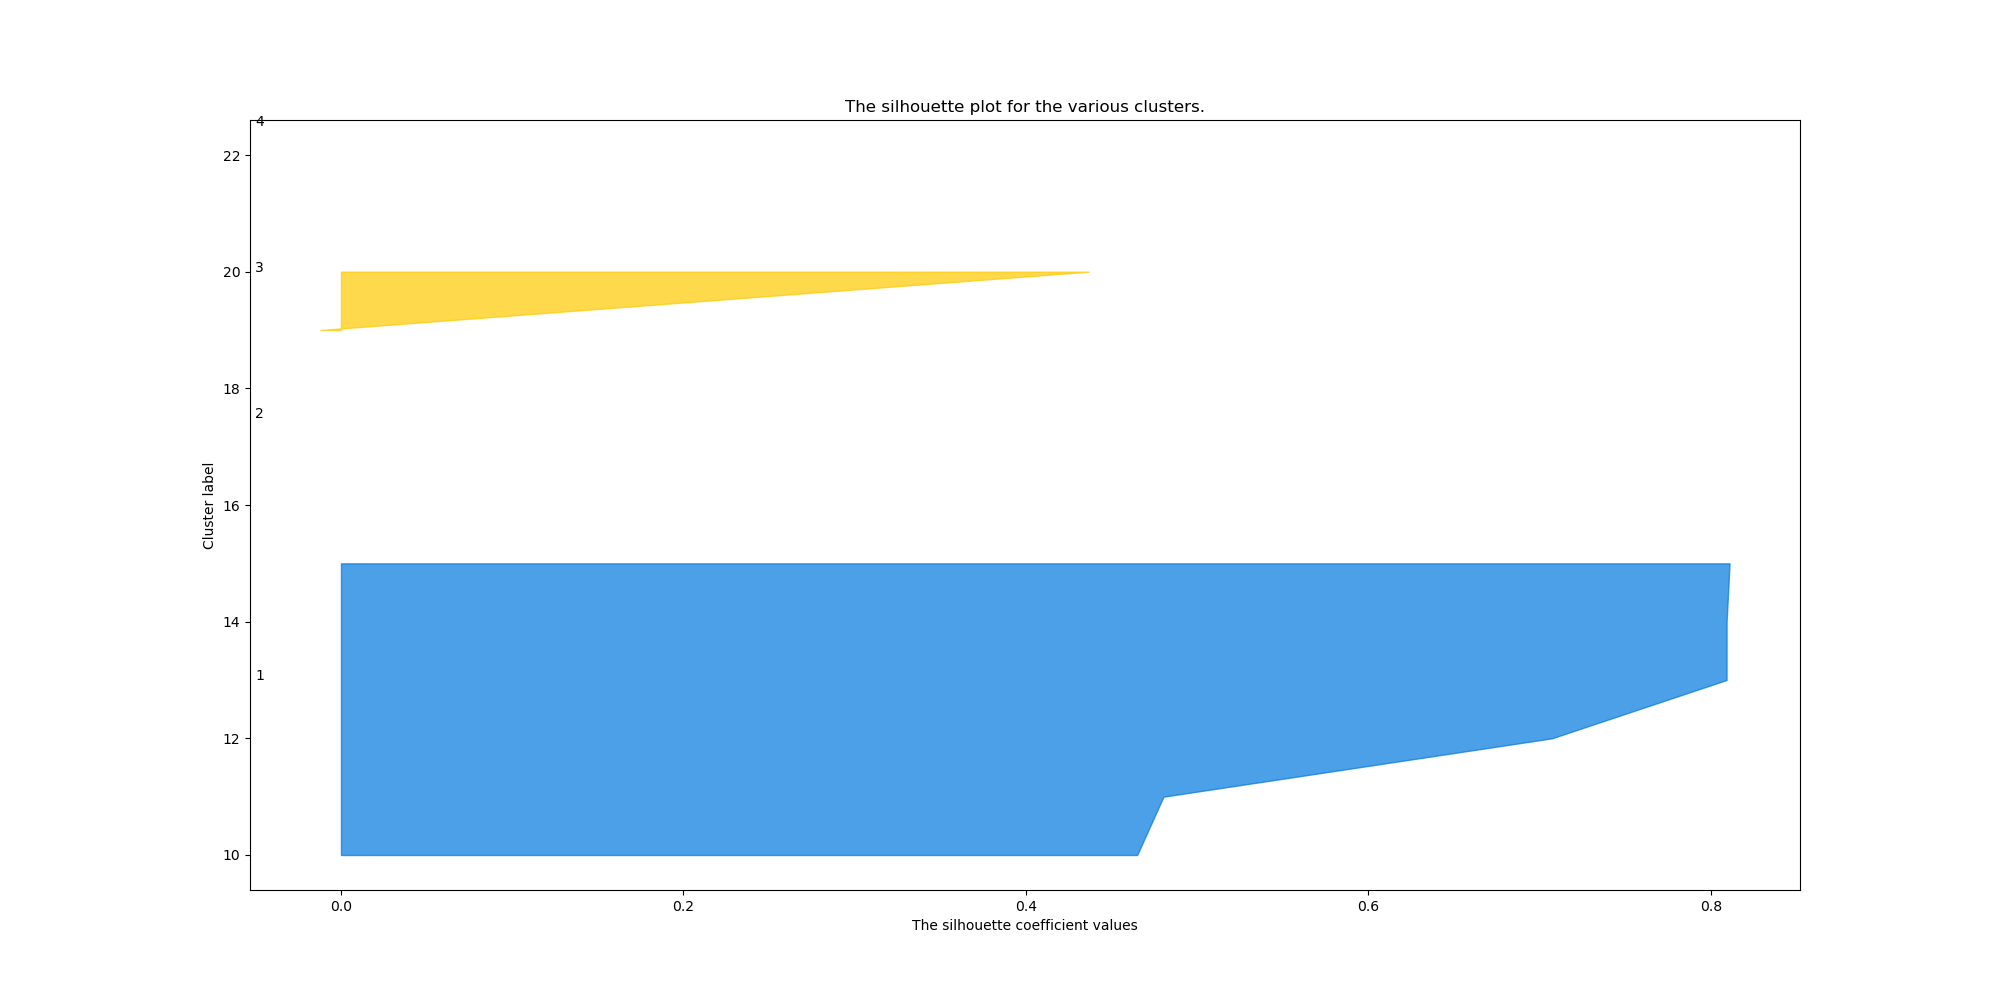 The silhouette plot for the various clusters.
4
22
3
20
18
2
16
Cluster label
14
1
12
10
0.0 0.2 0.4 0.6 0.8
The silhouette coefficient values